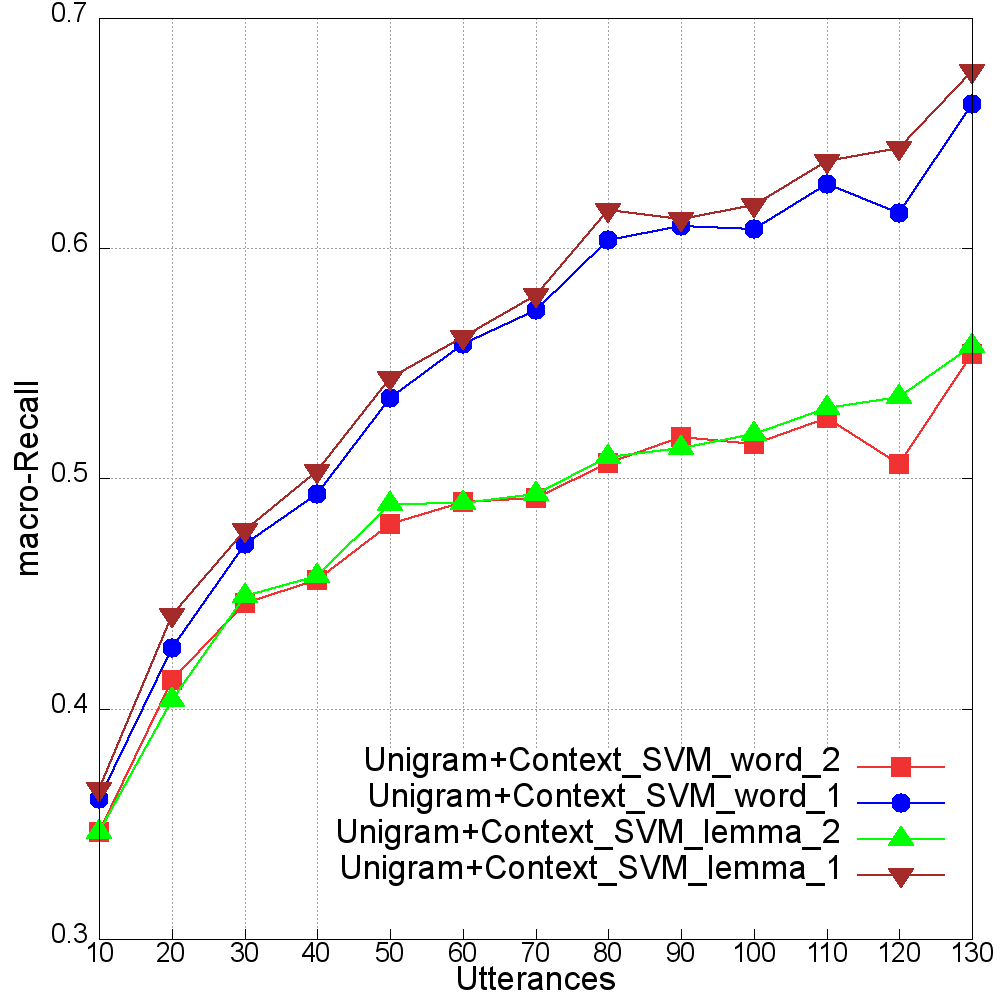 0.7
0.6
0.5
0.4
0.3
macro-Recall
Unigram+Context_SVM_word_2
Unigram+Context_SVM_word_1
Unigram+Context_SVM_lemma_2
Unigram+Context_SVM_lemma_1
10 20 30 40 50 60 70 80 90 100 110 120 130
Utterances